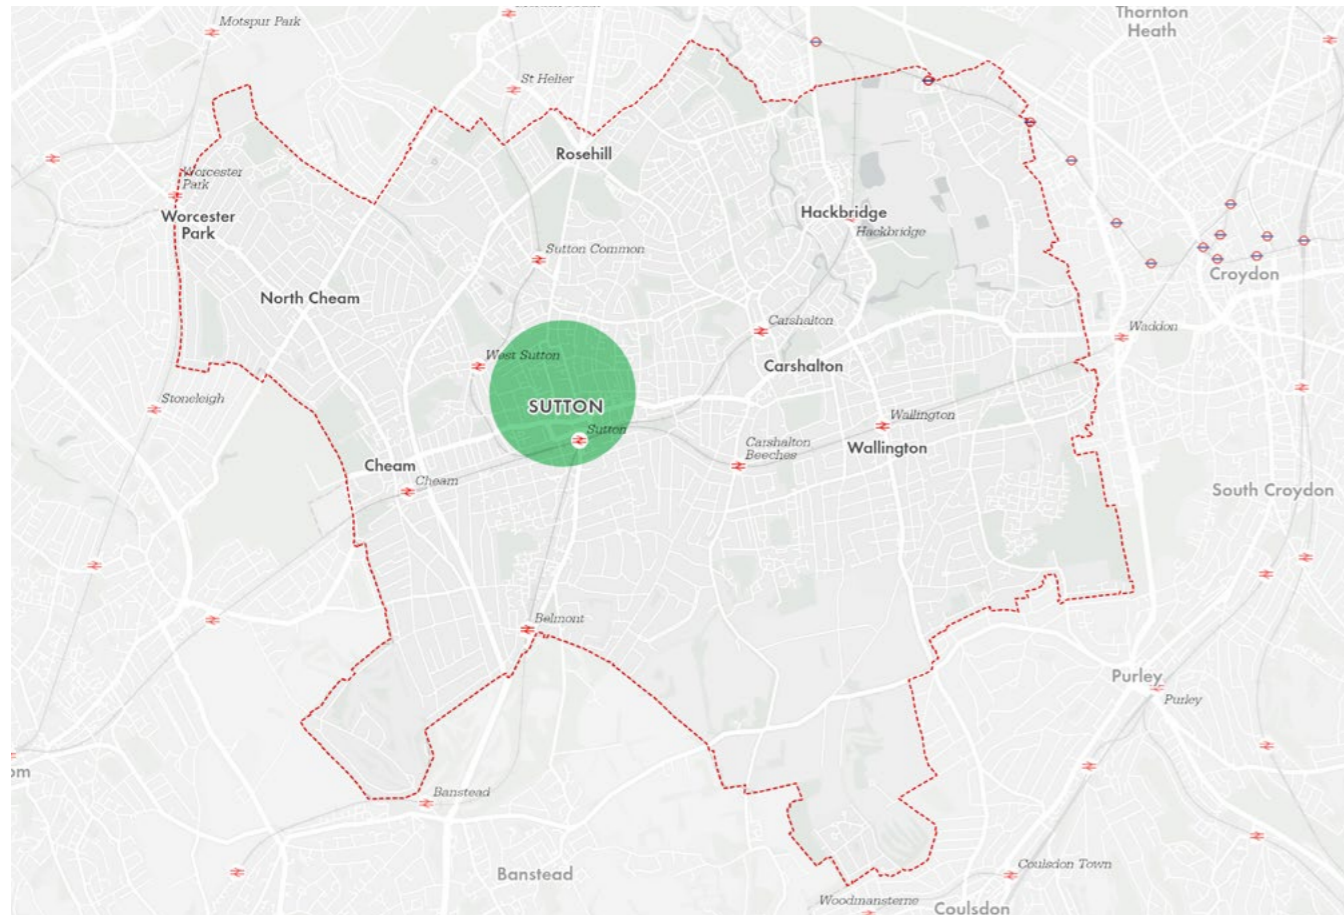 Motspur Park
Thornton
Heath
St Helier
Rosehill
Worcester
Park
Worcester
Park
Hackbridge
Hackbridge
Sutton Common
Croydon
North Cheam
Carshalton
Waddon
West Sutton
Carshalton
Stoneleigh
SUTTON
Wallington
Sutton
Carshalton
Beeches
Wallington
Cheam
Cheam
South Croydon
Belmont
Purley
Purley
om
Banstead
Banstead
Coulsdon Town
Woodmansterne
Coulsdon